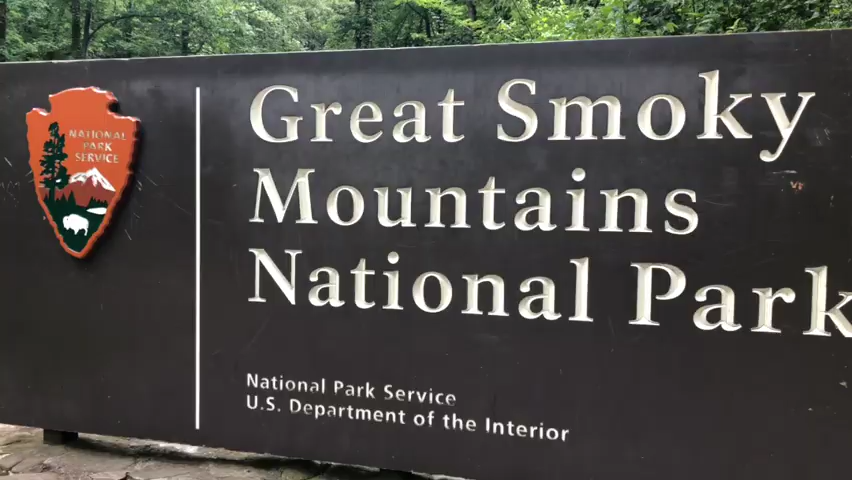 NATIONAL
PARK
SERVICE
Great Smoky
Mountains
National Park
National Park Service
U.S. Department of the Interior